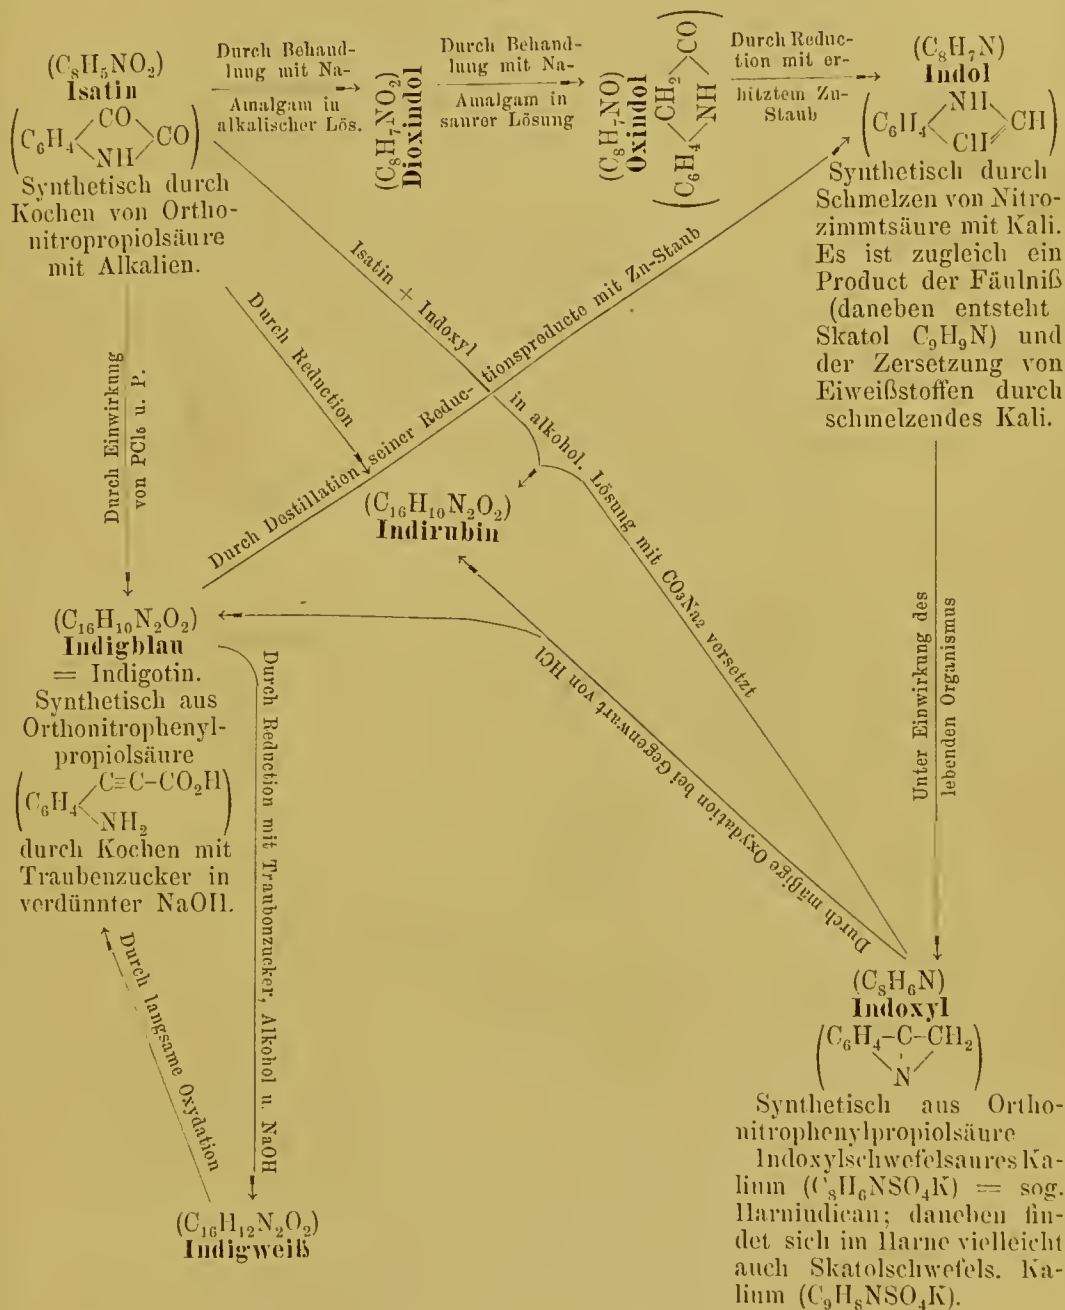 (C₈H₅NO₂)
Isatin
(C₆H₄<CO NH>CO)
Synthetisch durch
Kochen von Ortho-
nitropropiolsäure
mit Alkalien.
Durch Behand-
lung mit Na-
Amalgam in
alkalischer Lös.
(C₈H₇NO₂)
Dioxindol
Durch Behand-
lung mit Na-
Amalgam in
saurer Lösung
(C₈H₇NO)
Oxindol
(C₆H₄<CH₂ NH>CO)
Durch Reduc-
tion mit er-
hitztem Zn-
Staub
(C₈H₇N)
Indol
(C₆H₄<NH CH>CH)
Synthetisch durch
Schmelzen von Nitro-
zimmtsäure mit Kali.
Es ist zugleich ein
Product der Fäulniß
(daneben entsteht
Skatol C₉H₉N) und
der Zersetzung von
Eiweißstoffen durch
schmelzendes Kali.
Durch Einwirkung
von PCl₅ u. P.
Durch Reduction
Isatin + Indoxyl
in alkohol. Lösung mit CO₃Na₂ versetzt
Durch Destillation seiner Reduc-
tionsproducte mit Zn-Staub
(C₁₆H₁₀N₂O₂)
Indirubin
(C₁₆H₁₀N₂O₂)
Indigblau
= Indigotin.
Synthetisch aus
Orthonitrophenyl-
propiolsäure
(C₆H₄<C≡C–CO₂H NH₂)
durch Kochen mit
Traubenzucker in
verdünnter NaOH.
Durch Reduction mit Traubonzucker, Alkohol u. NaOH
Durch langsame Oxydation
(C₁₆H₁₂N₂O₂)
Indigweiß
Durch mäßige Oxydation bei Gegenwart von HCl
Unter Einwirkung des
lebenden Organismus
(C₈H₆N)
Indoxyl
(C₆H₄–C–CH₂
N)
Synthetisch aus Ortho-
nitrophenylpropiolsäure
Indoxylschwefelsaures Ka-
lium (C₈H₆NSO₄K) = sog.
Harnindican; daneben fin-
det sich im Harne vielleicht
auch Skatolschwefels. Ka-
lium (C₉H₈NSO₄K).